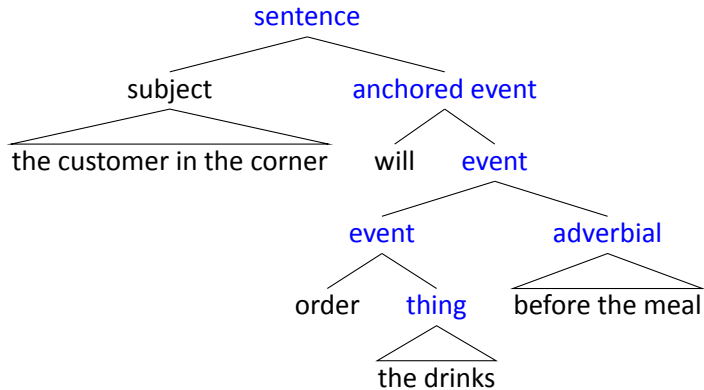 sentence
subject anchored event
the customer in the corner will event
event adverbial
order thing before the meal
the drinks